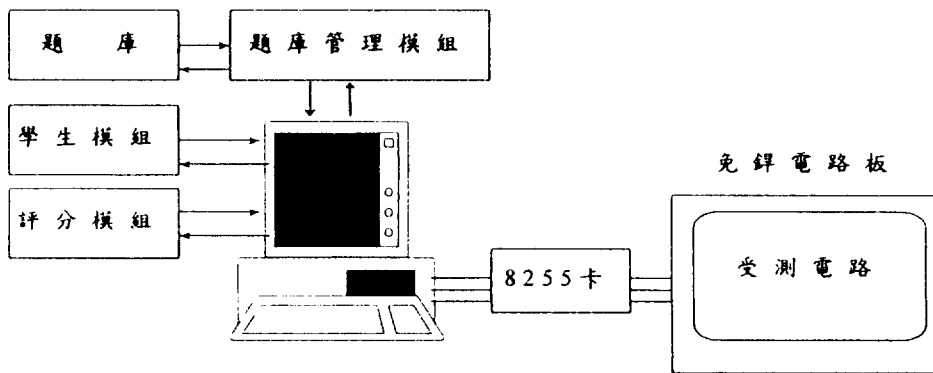 題庫
題庫管理模組
學生模組
評分模組
免銲電路板
8255卡
受測電路